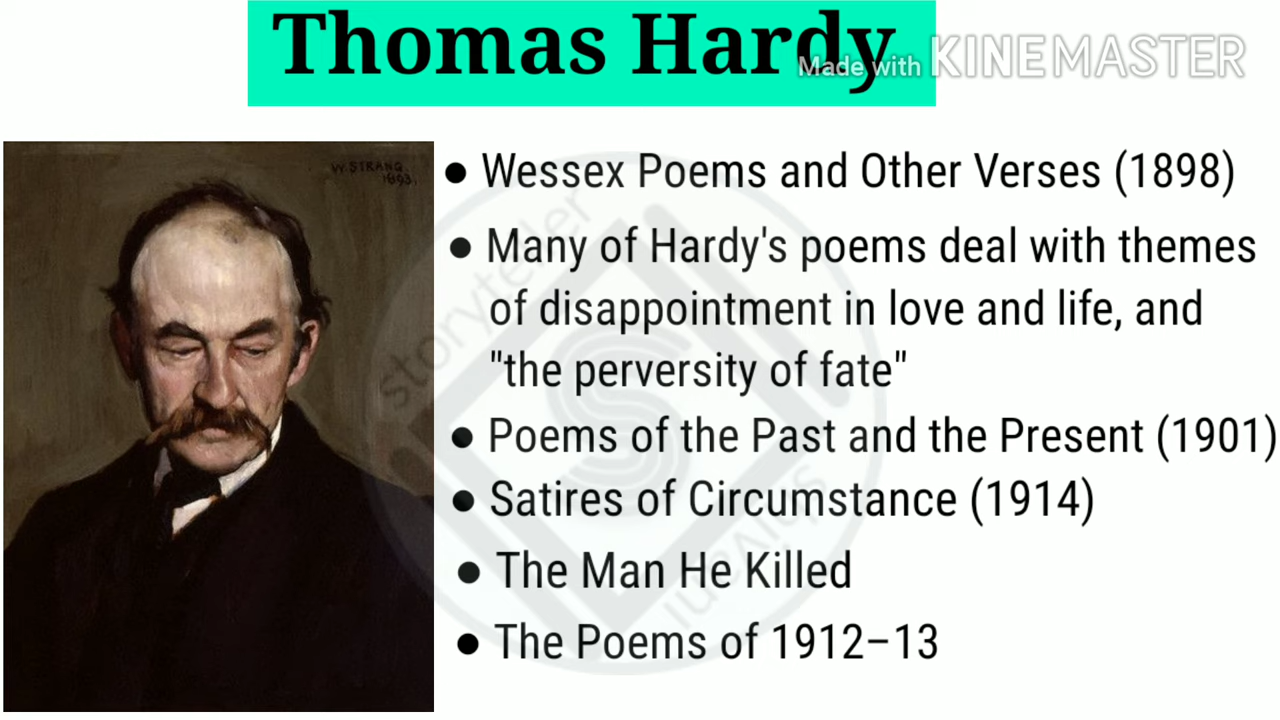 Thomas Hardy
Made with KINEMASTER
W. STRANG.
1893.
● Wessex Poems and Other Verses (1898)
● Many of Hardy's poems deal with themes
of disappointment in love and life, and
"the perversity of fate"
● Poems of the Past and the Present (1901)
● Satires of Circumstance (1914)
● The Man He Killed
● The Poems of 1912–13
storyteller